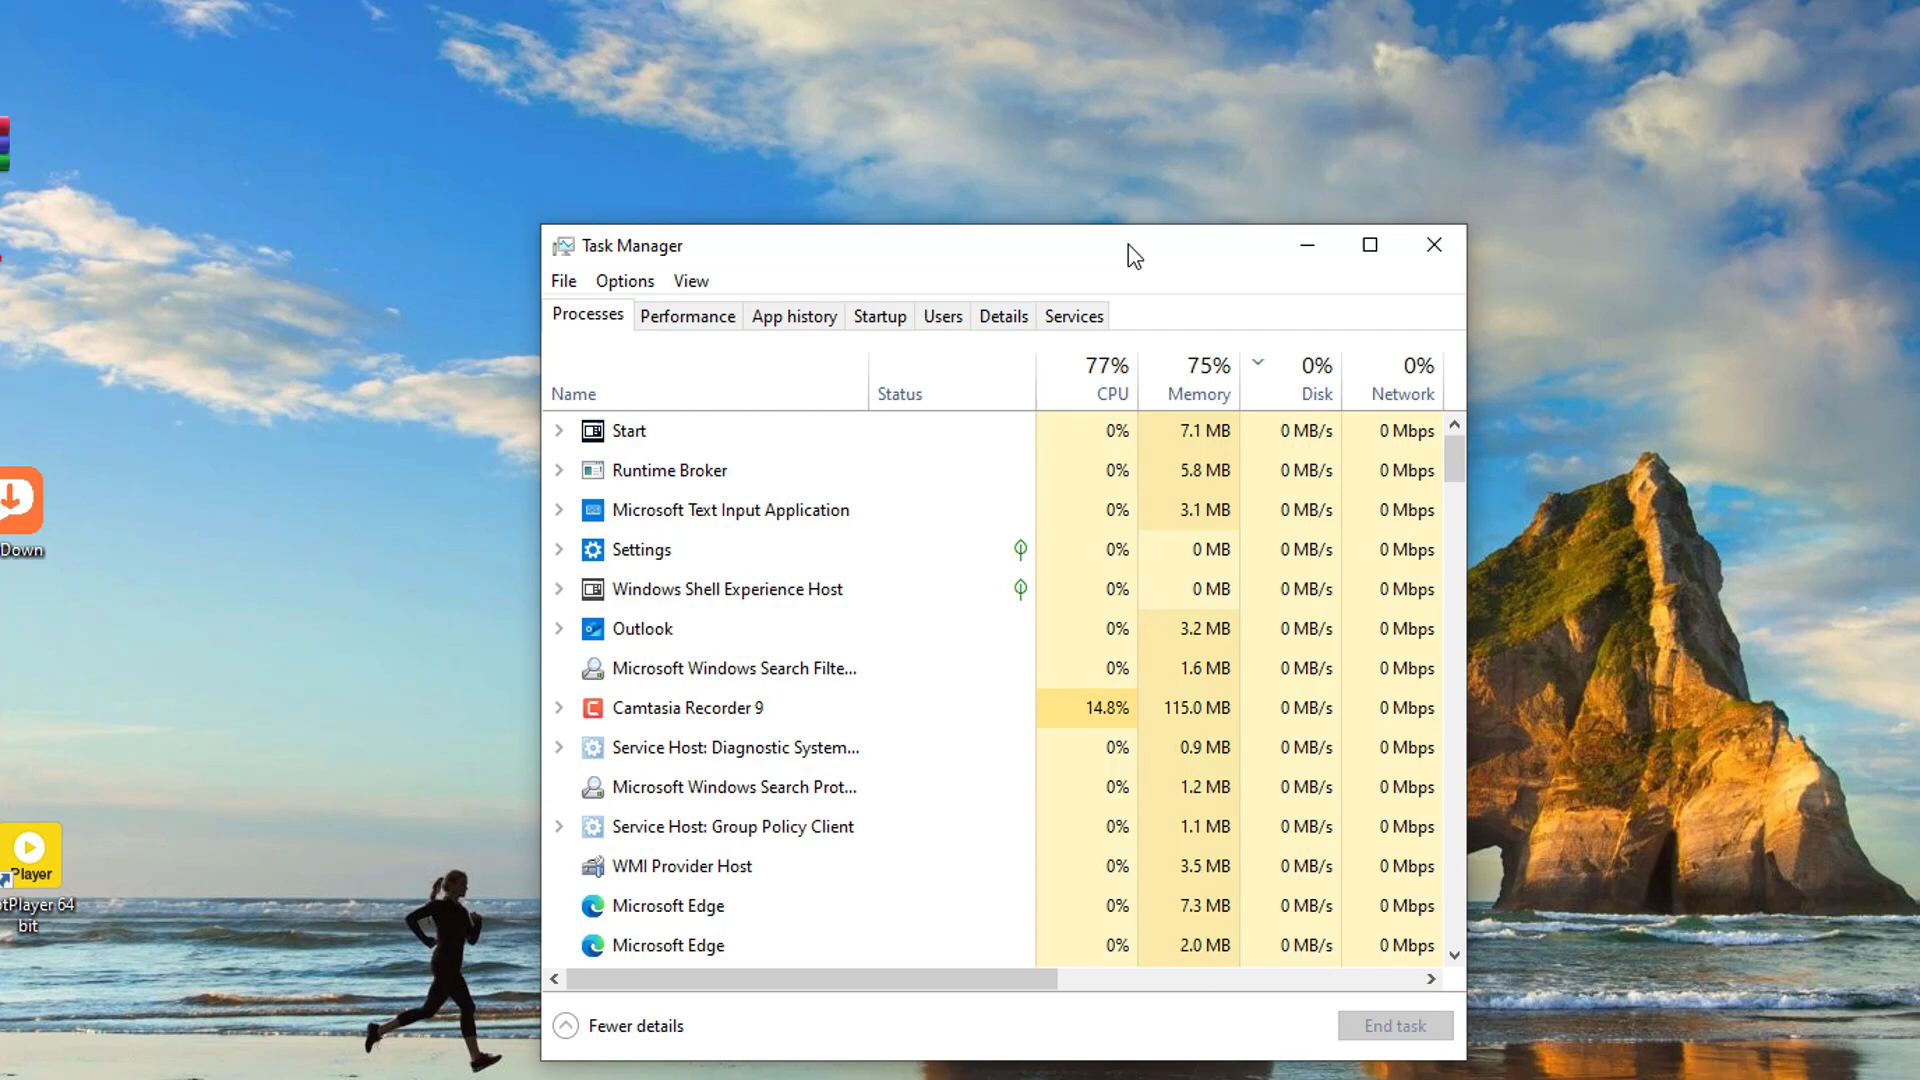 Task Manager
File Options View
Processes Performance App history Startup Users Details Services
77% 75% 0% 0%
Name Status CPU Memory Disk Network
Start 0% 7.1 MB 0 MB/s 0 Mbps
Runtime Broker 0% 5.8 MB 0 MB/s 0 Mbps
Microsoft Text Input Application 0% 3.1 MB 0 MB/s 0 Mbps
Settings 0% 0 MB 0 MB/s 0 Mbps
Windows Shell Experience Host 0% 0 MB 0 MB/s 0 Mbps
Outlook 0% 3.2 MB 0 MB/s 0 Mbps
Microsoft Windows Search Filte... 0% 1.6 MB 0 MB/s 0 Mbps
Camtasia Recorder 9 14.8% 115.0 MB 0 MB/s 0 Mbps
Service Host: Diagnostic System... 0% 0.9 MB 0 MB/s 0 Mbps
Microsoft Windows Search Prot... 0% 1.2 MB 0 MB/s 0 Mbps
Service Host: Group Policy Client 0% 1.1 MB 0 MB/s 0 Mbps
WMI Provider Host 0% 3.5 MB 0 MB/s 0 Mbps
Microsoft Edge 0% 7.3 MB 0 MB/s 0 Mbps
Microsoft Edge 0% 2.0 MB 0 MB/s 0 Mbps
Fewer details End task
Down
Player
tPlayer 64
bit